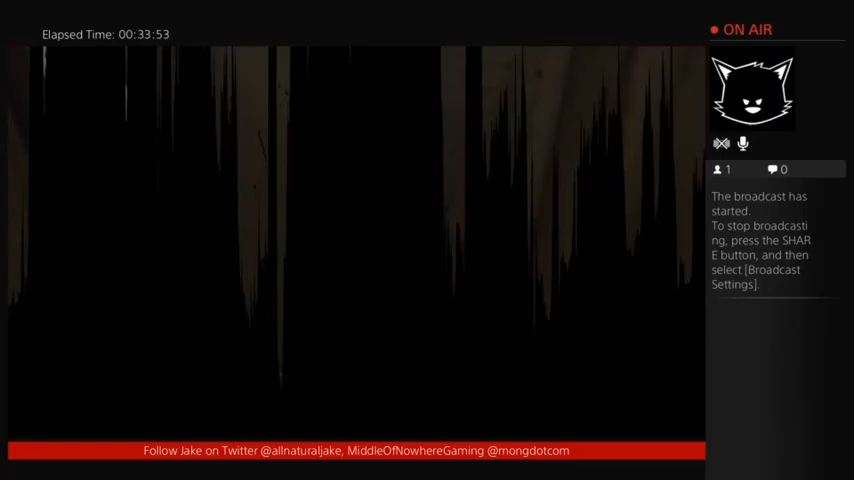 Elapsed Time: 00:33:53
ON AIR
1 0
The broadcast has
started.
To stop broadcasti
ng, press the SHAR
E button, and then
select [Broadcast
Settings].
Follow Jake on Twitter @allnaturaljake, MiddleOfNowhereGaming @mongdotcom